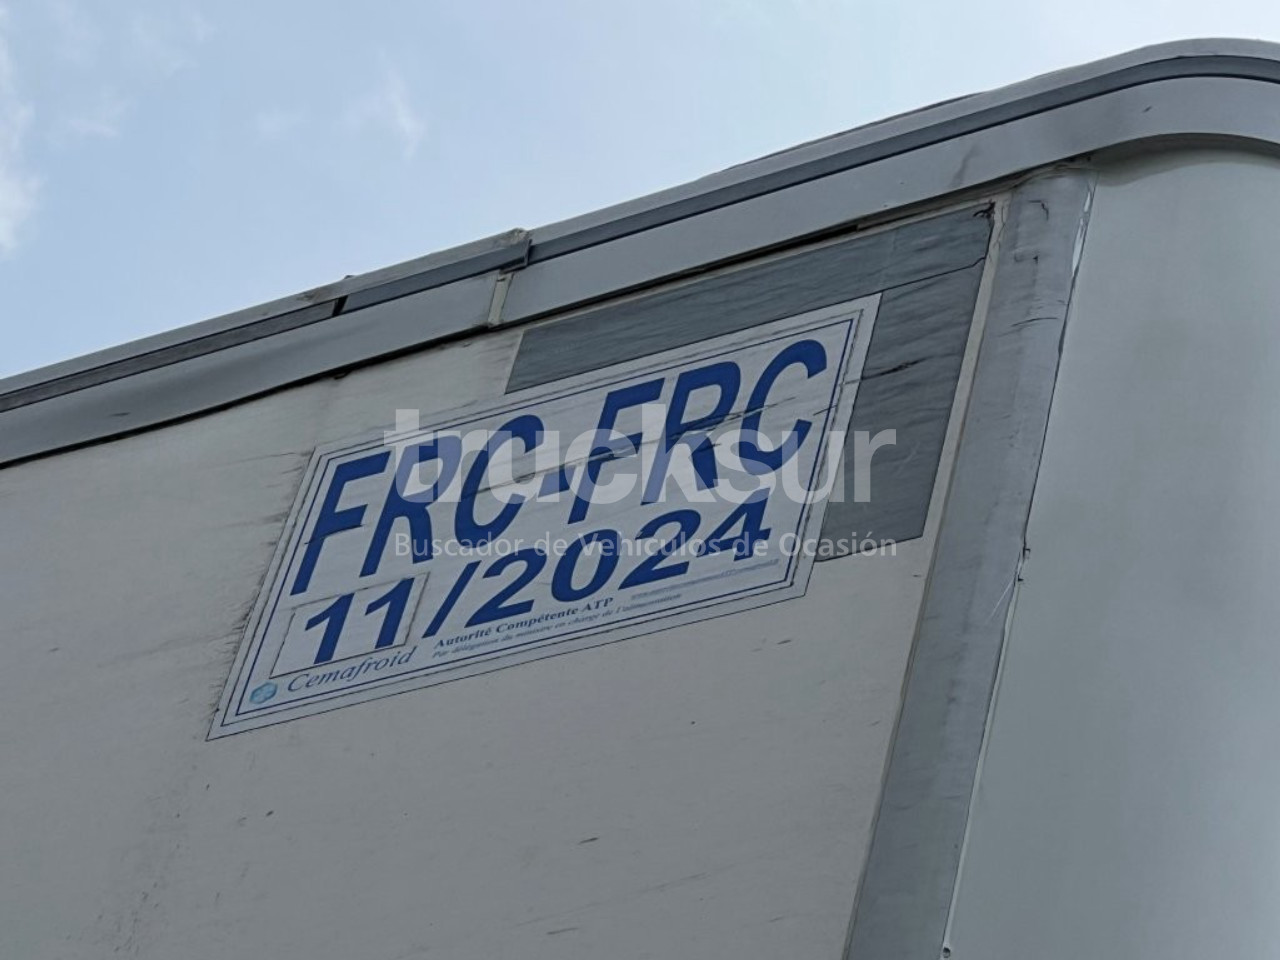 FRC-FRC
11/2024
Cemafroid
Autorité Compétente ATP
Par délégation du ministre en charge de l'alimentation
trucksur
Buscador de Vehículos de Ocasión